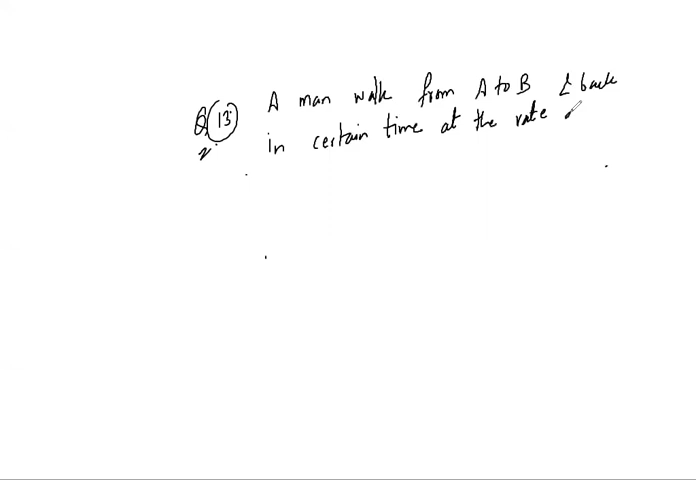 Q 13 A man walk from A to B & back
in certain time at the rate